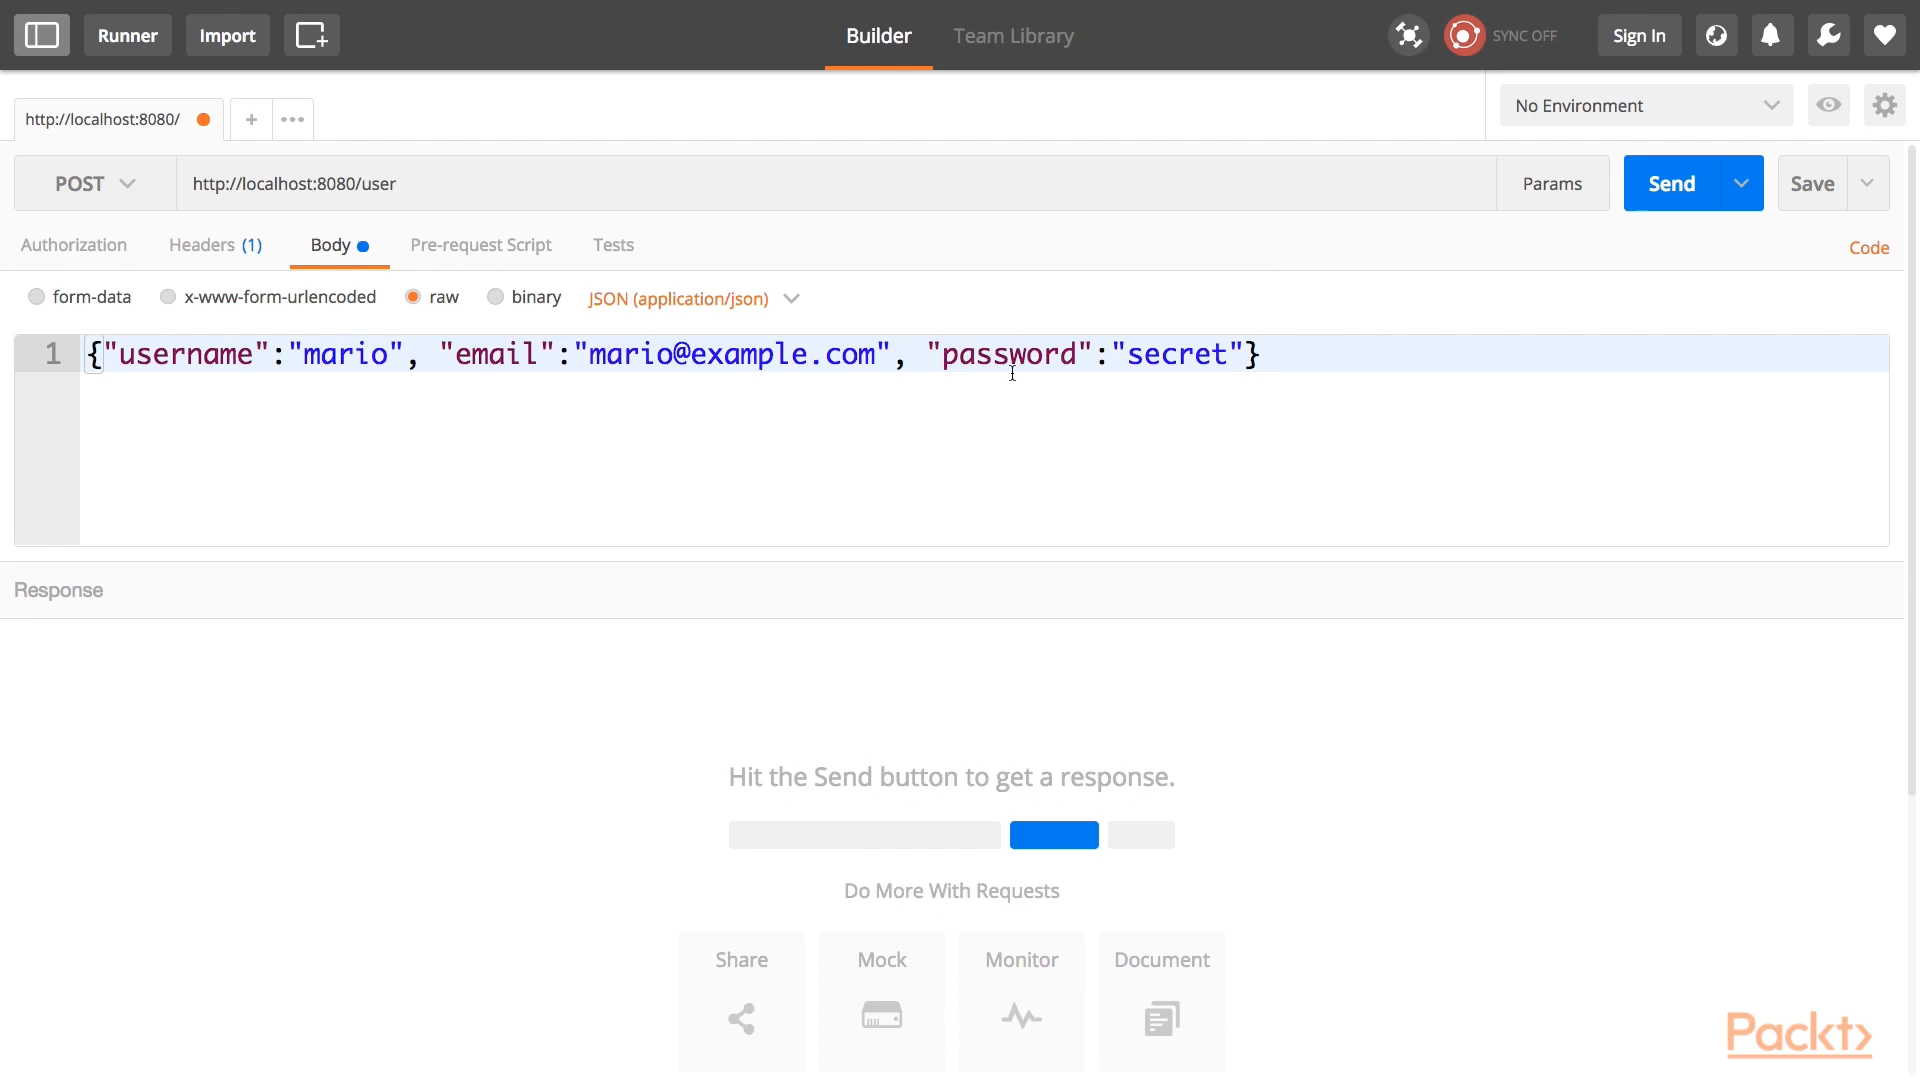 Runner Import Builder Team Library SYNC OFF Sign In
http://localhost:8080/ + ••• No Environment
POST http://localhost:8080/user Params Send Save
Authorization Headers (1) Body Pre-request Script Tests Code
form-data x-www-form-urlencoded raw binary JSON (application/json)
1 {"username":"mario", "email":"mario@example.com", "password":"secret"}
Response
Hit the Send button to get a response.
Do More With Requests
Share Mock Monitor Document
Packt>